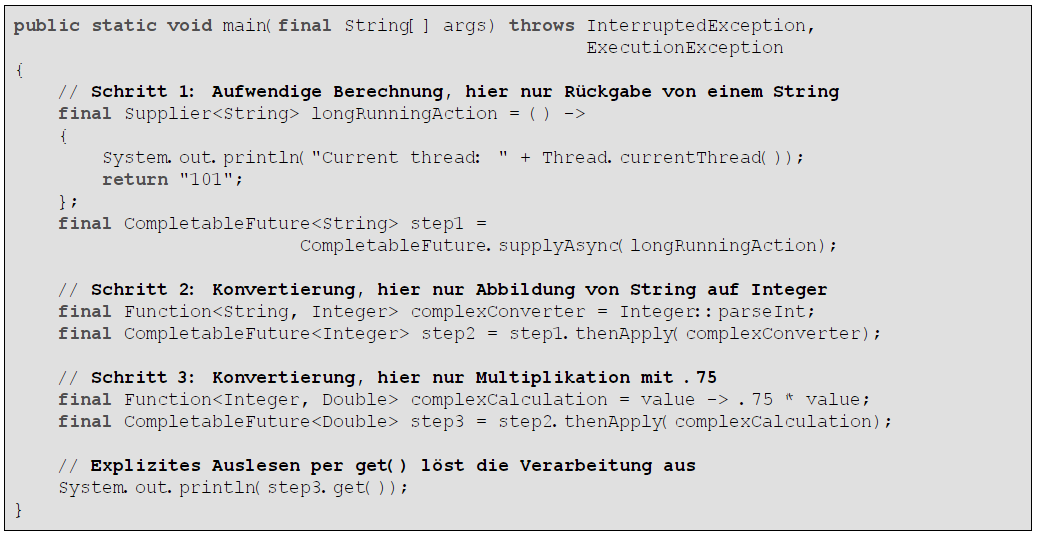 public static void main(final String[] args) throws InterruptedException,
                                                    ExecutionException
{
    // Schritt 1: Aufwendige Berechnung, hier nur Rückgabe von einem String
    final Supplier<String> longRunningAction = () ->
    {
        System.out.println("Current thread: " + Thread.currentThread());
        return "101";
    };
    final CompletableFuture<String> step1 =
                          CompletableFuture.supplyAsync(longRunningAction);

    // Schritt 2: Konvertierung, hier nur Abbildung von String auf Integer
    final Function<String, Integer> complexConverter = Integer::parseInt;
    final CompletableFuture<Integer> step2 = step1.thenApply(complexConverter);

    // Schritt 3: Konvertierung, hier nur Multiplikation mit .75
    final Function<Integer, Double> complexCalculation = value -> .75 * value;
    final CompletableFuture<Double> step3 = step2.thenApply(complexCalculation);

    // Explizites Auslesen per get() löst die Verarbeitung aus
    System.out.println(step3.get());
}